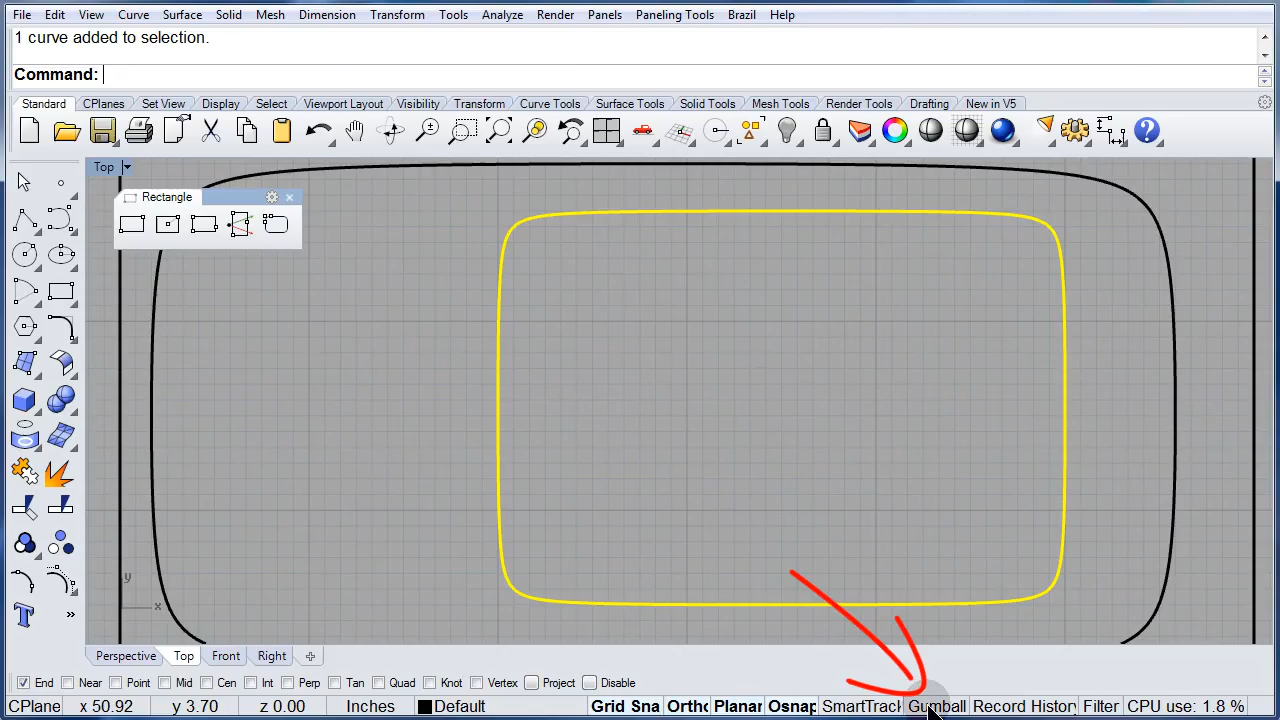 File Edit View Curve Surface Solid Mesh Dimension Transform Tools Analyze Render Panels Paneling Tools Brazil Help
1 curve added to selection.
Command:
Standard CPlanes Set View Display Select Viewport Layout Visibility Transform Curve Tools Surface Tools Solid Tools Mesh Tools Render Tools Drafting New in V5
Top
Rectangle
y
x
Perspective Top Front Right
End Near Point Mid Cen Int Perp Tan Quad Knot Vertex Project Disable
CPlane x 50.92 y 3.70 z 0.00 Inches Default Grid Sna Ortho Planar Osnap SmartTrack Gumball Record History Filter CPU use: 1.8 %